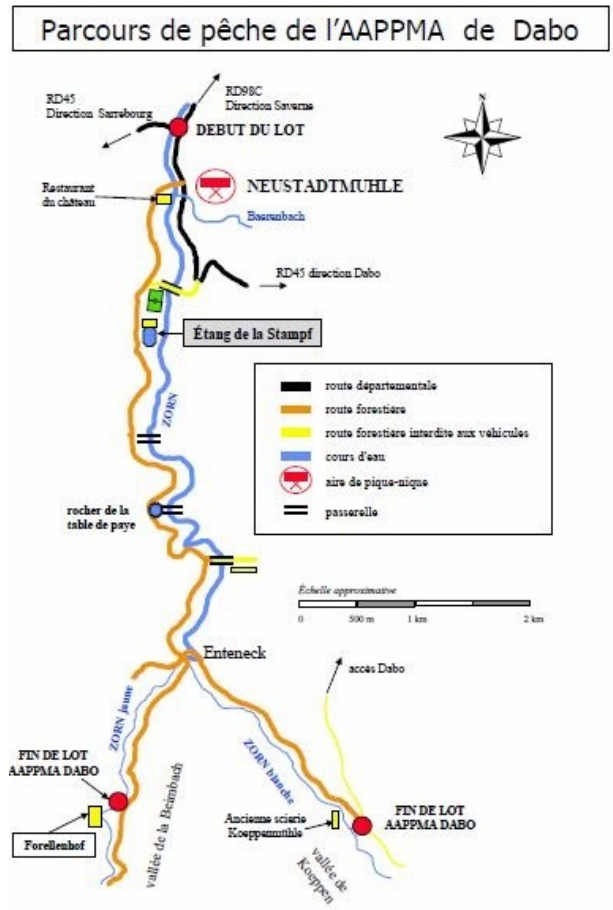 Parcours de pêche de l'AAPPMA de Dabo
RD45
Direction Sarrebourg
RD98C
Direction Saverne
DEBUT DU LOT
N
NEUSTADTMUHLE
Restaurant
du château
Baerenbach
RD45 direction Dabo
Étang de la Stampf
ZORN
route départementale
route forestière
route forestière interdite aux véhicules
cours d'eau
aire de pique-nique
passerelle
rocher de la
table de paye
Échelle approximative
0 500 m 1 km 2 km
Enteneck
accès Dabo
ZORN jaune
ZORN blanche
FIN DE LOT
AAPPMA DABO
Forellenhof
vallée de la Beimbach
Ancienne scierie
Koeppenmühle
vallée de
Koeppen
FIN DE LOT
AAPPMA DABO